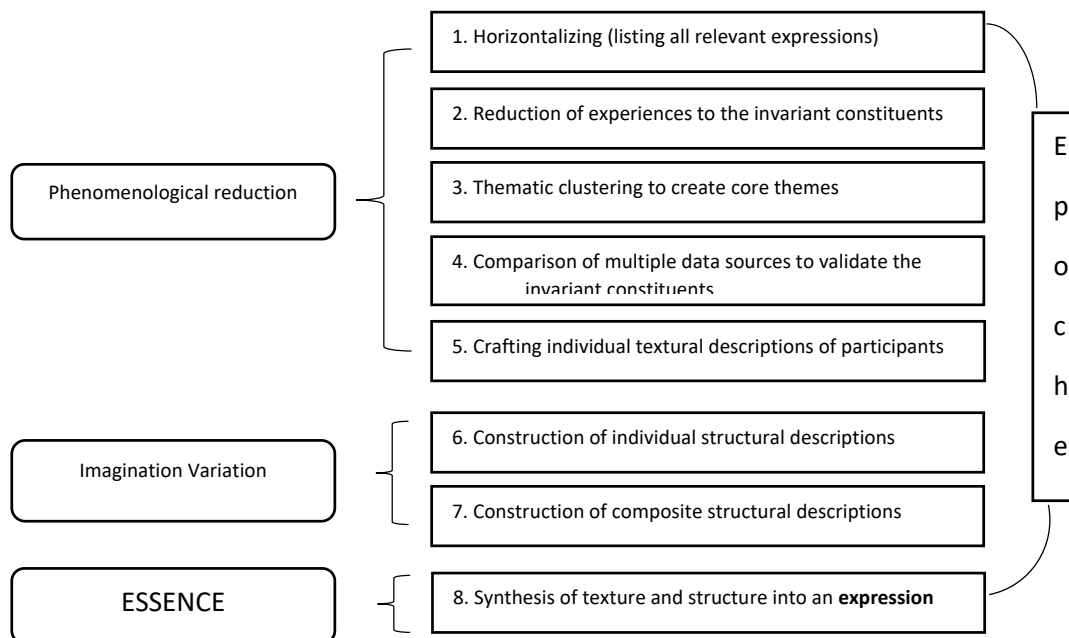 1. Horizontalizing (listing all relevant expressions)
2. Reduction of experiences to the invariant constituents
Phenomenological reduction
3. Thematic clustering to create core themes
4. Comparison of multiple data sources to validate the
invariant constituents
5. Crafting individual textural descriptions of participants
Imagination Variation
6. Construction of individual structural descriptions
7. Construction of composite structural descriptions
ESSENCE
8. Synthesis of texture and structure into an expression
E
p
o
c
h
e